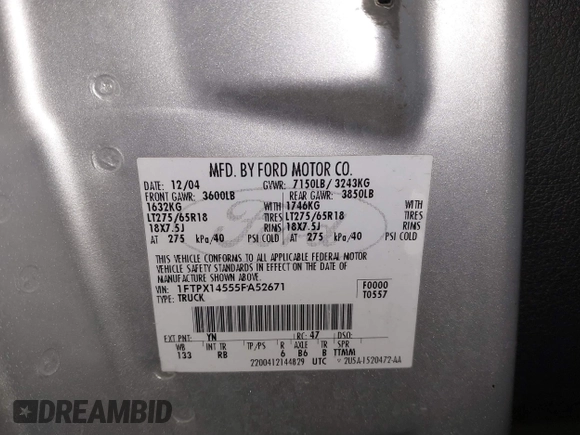 MFD. BY FORD MOTOR CO.
DATE: 12/04 GVWR: 7150LB/ 3243KG
FRONT GAWR: 3600LB REAR GAWR: 3850LB
1632KG WITH 1746KG WITH
LT275/65R18 TIRES LT275/65R18 TIRES
18X7.5J RIMS 18X7.5J RIMS
AT 275 kPa/40 PSI COLD AT 275 kPa/40 PSI COLD
THIS VEHICLE CONFORMS TO ALL APPLICABLE FEDERAL MOTOR
VEHICLE SAFETY STANDARDS IN EFFECT ON THE DATE OF
MANUFACTURE SHOWN ABOVE.
VIN: 1FTPX14555FA52671 F0000
TYPE: TRUCK T0557
EXT PNT: YN RC: 47 DSO:
WB INT TR TP/PS R AXLE TR SPR
133 RB 6 B6 B TTMM
2200412144829 UTC 2U5A-1520472-AA
Ford
DREAMBID